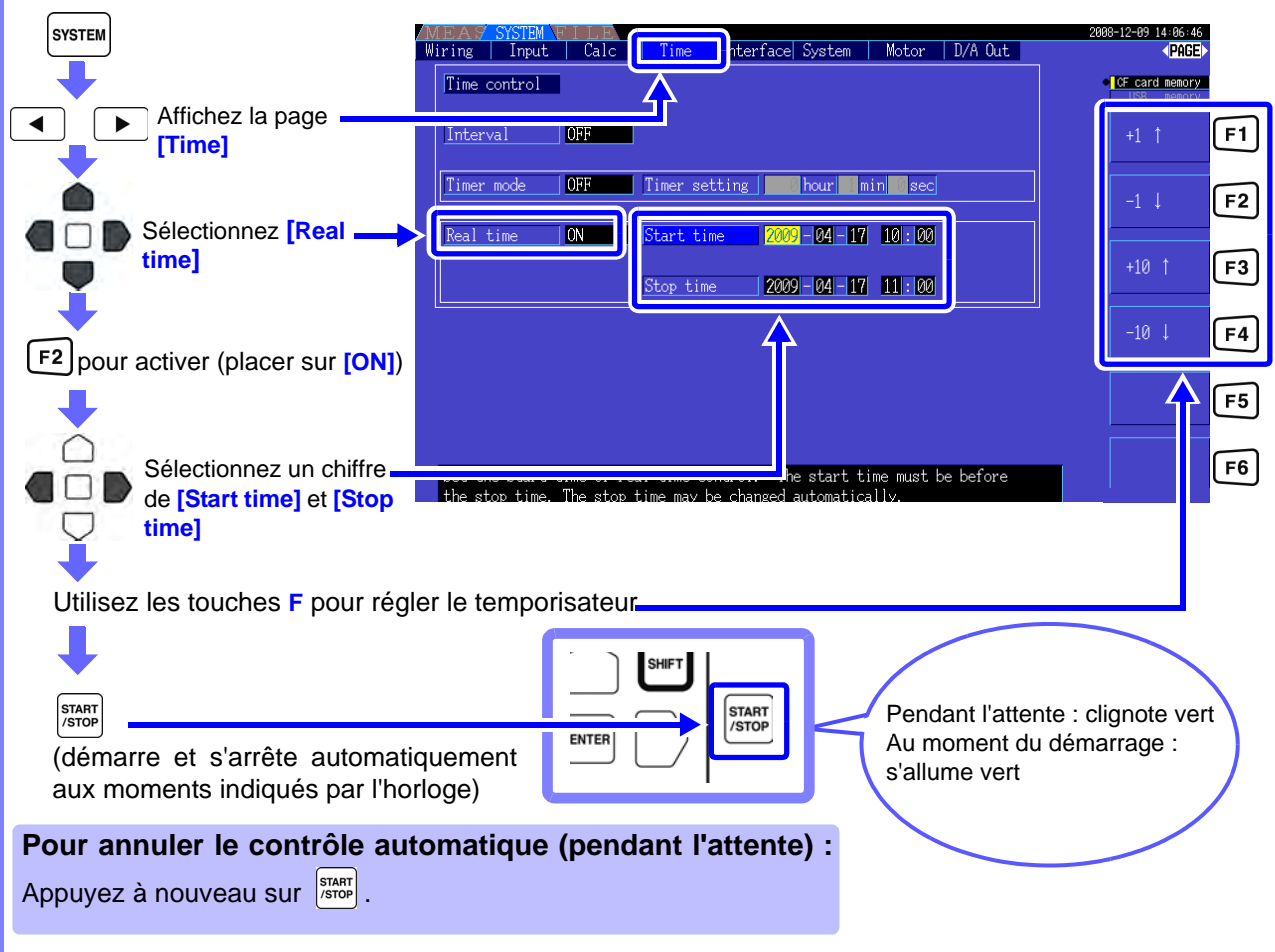 SYSTEM
Affichez la page
[Time]
Sélectionnez [Real
time]
F2 pour activer (placer sur [ON])
Sélectionnez un chiffre
de [Start time] et [Stop
time]
Utilisez les touches F pour régler le temporisateur
START
/STOP
(démarre et s'arrête automatiquement
aux moments indiqués par l'horloge)
MEAS SYSTEM FILE 2008-12-09 14:06:46
Wiring Input Calc Time nterface System Motor D/A Out PAGE
Time control
CF card memory
USB memory
Interval OFF
Timer mode OFF Timer setting 0 hour 1 min 0 sec
Real time ON Start time 2009-04-17 10:00
Stop time 2009-04-17 11:00
+1 ↑ F1
-1 ↓ F2
+10 ↑ F3
-10 ↓ F4
F5
F6
time must be before
the stop time. The stop time may be changed automatically.
SHIFT
ENTER
START
/STOP
Pendant l'attente : clignote vert
Au moment du démarrage :
s'allume vert
Pour annuler le contrôle automatique (pendant l'attente) :
Appuyez à nouveau sur START /STOP .